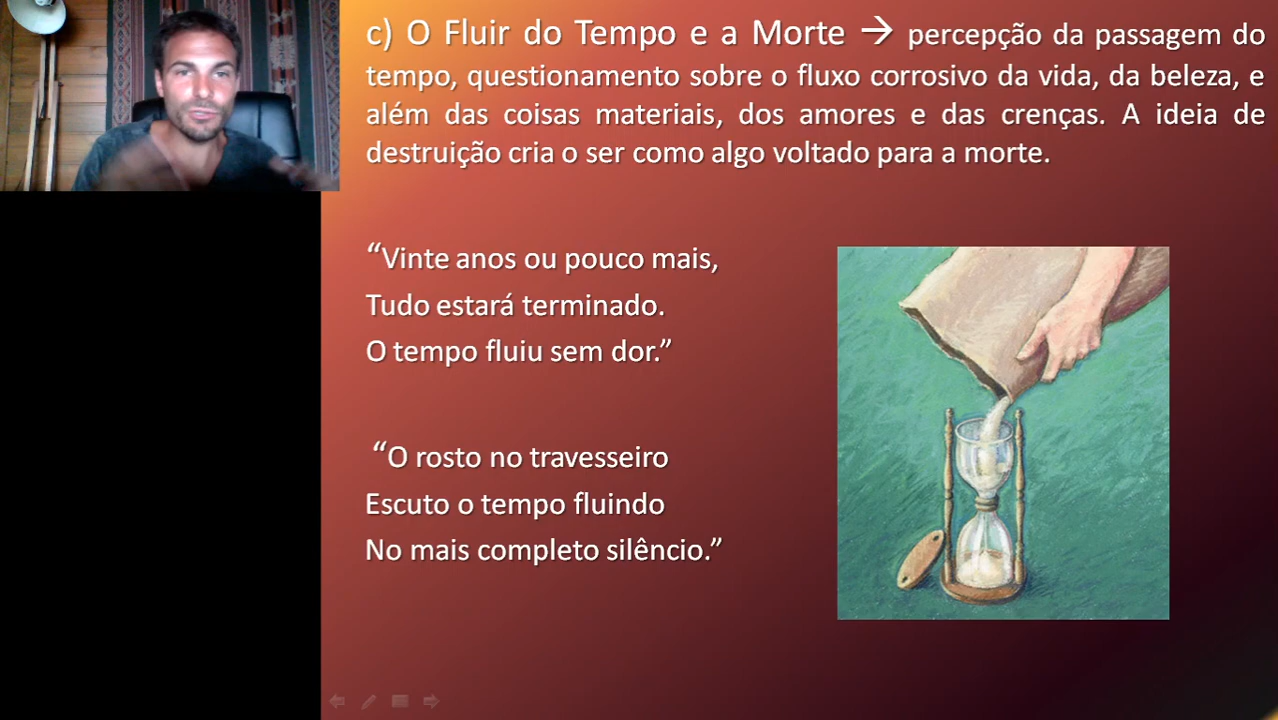 c) O Fluir do Tempo e a Morte → percepção da passagem do
tempo, questionamento sobre o fluxo corrosivo da vida, da beleza, e
além das coisas materiais, dos amores e das crenças. A ideia de
destruição cria o ser como algo voltado para a morte.
“Vinte anos ou pouco mais,
Tudo estará terminado.
O tempo fluiu sem dor.”
“O rosto no travesseiro
Escuto o tempo fluindo
No mais completo silêncio.”